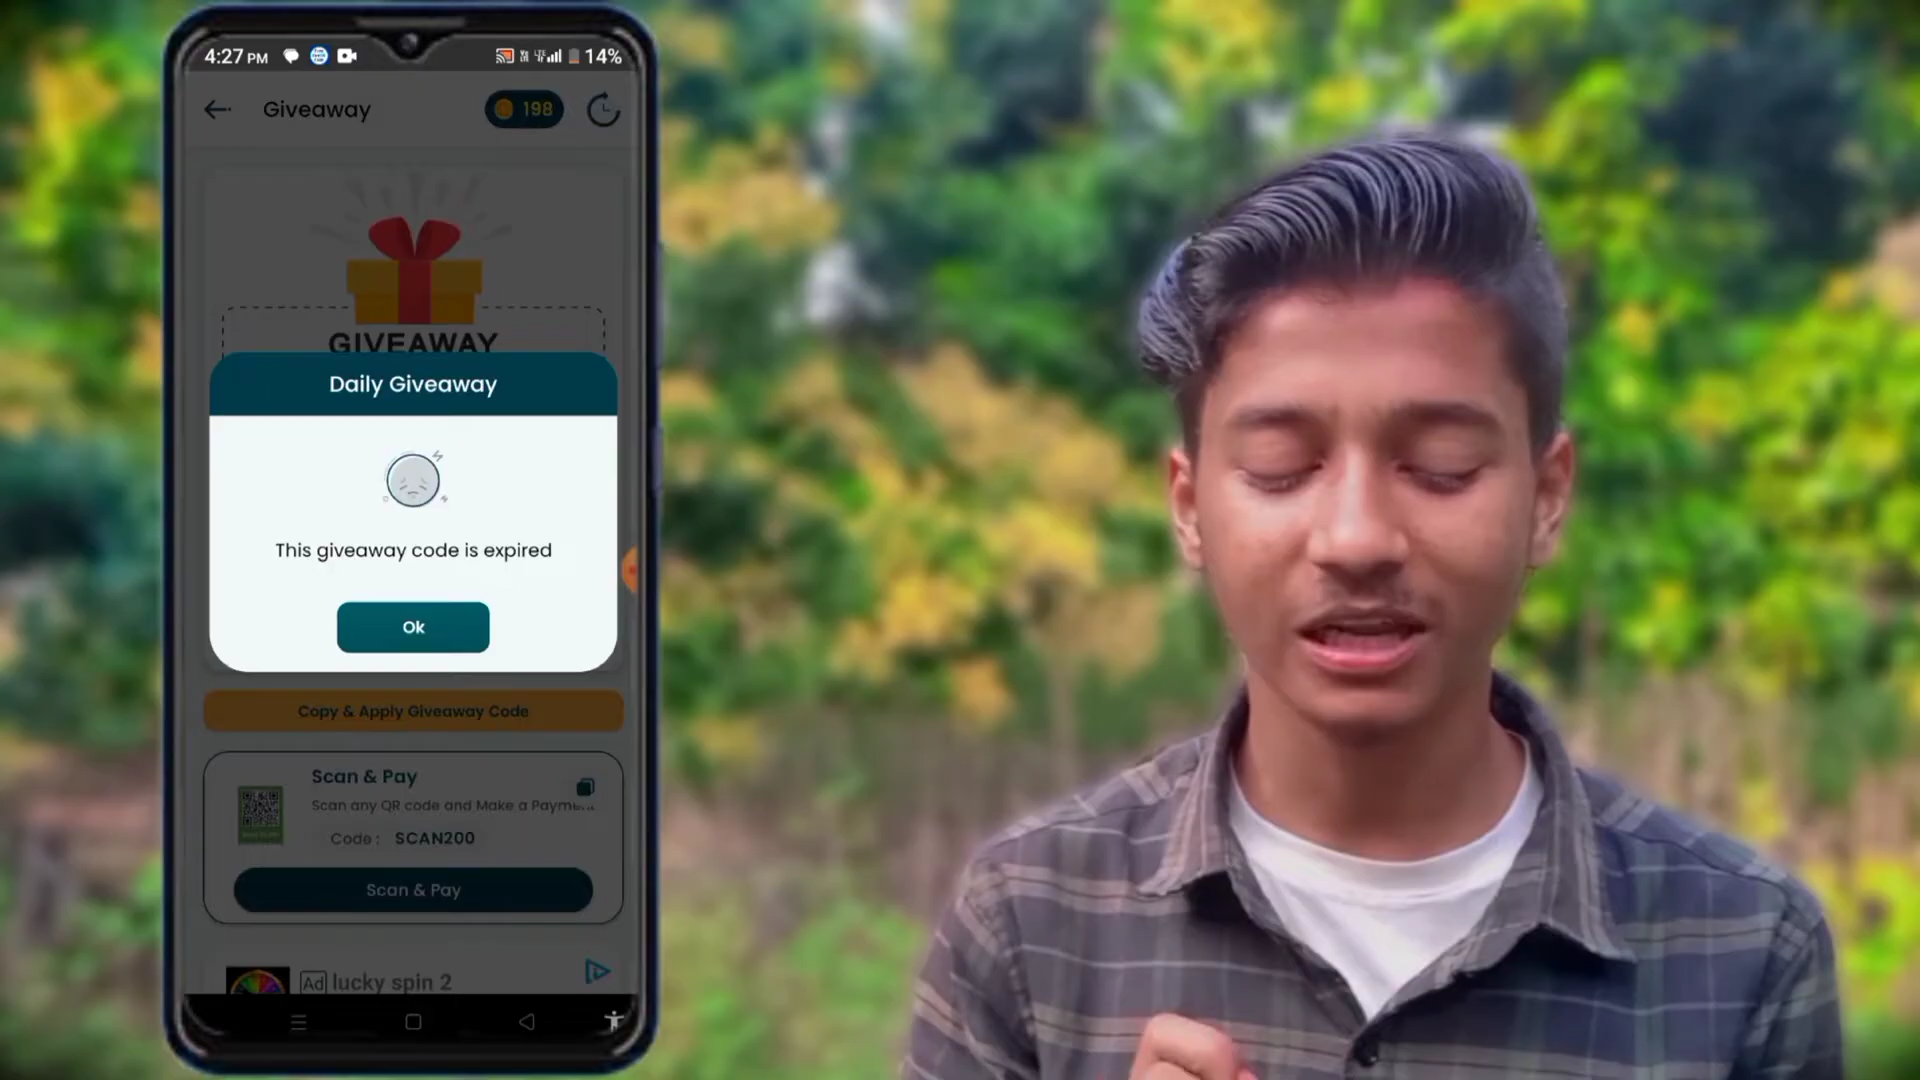 4:27 PM
14%
Giveaway
198
GIVEAWAY
Daily Giveaway
This giveaway code is expired
Ok
Copy & Apply Giveaway Code
Scan & Pay
Scan any QR code and Make a Payment
Code : SCAN200
Scan & Pay
Ad lucky spin 2